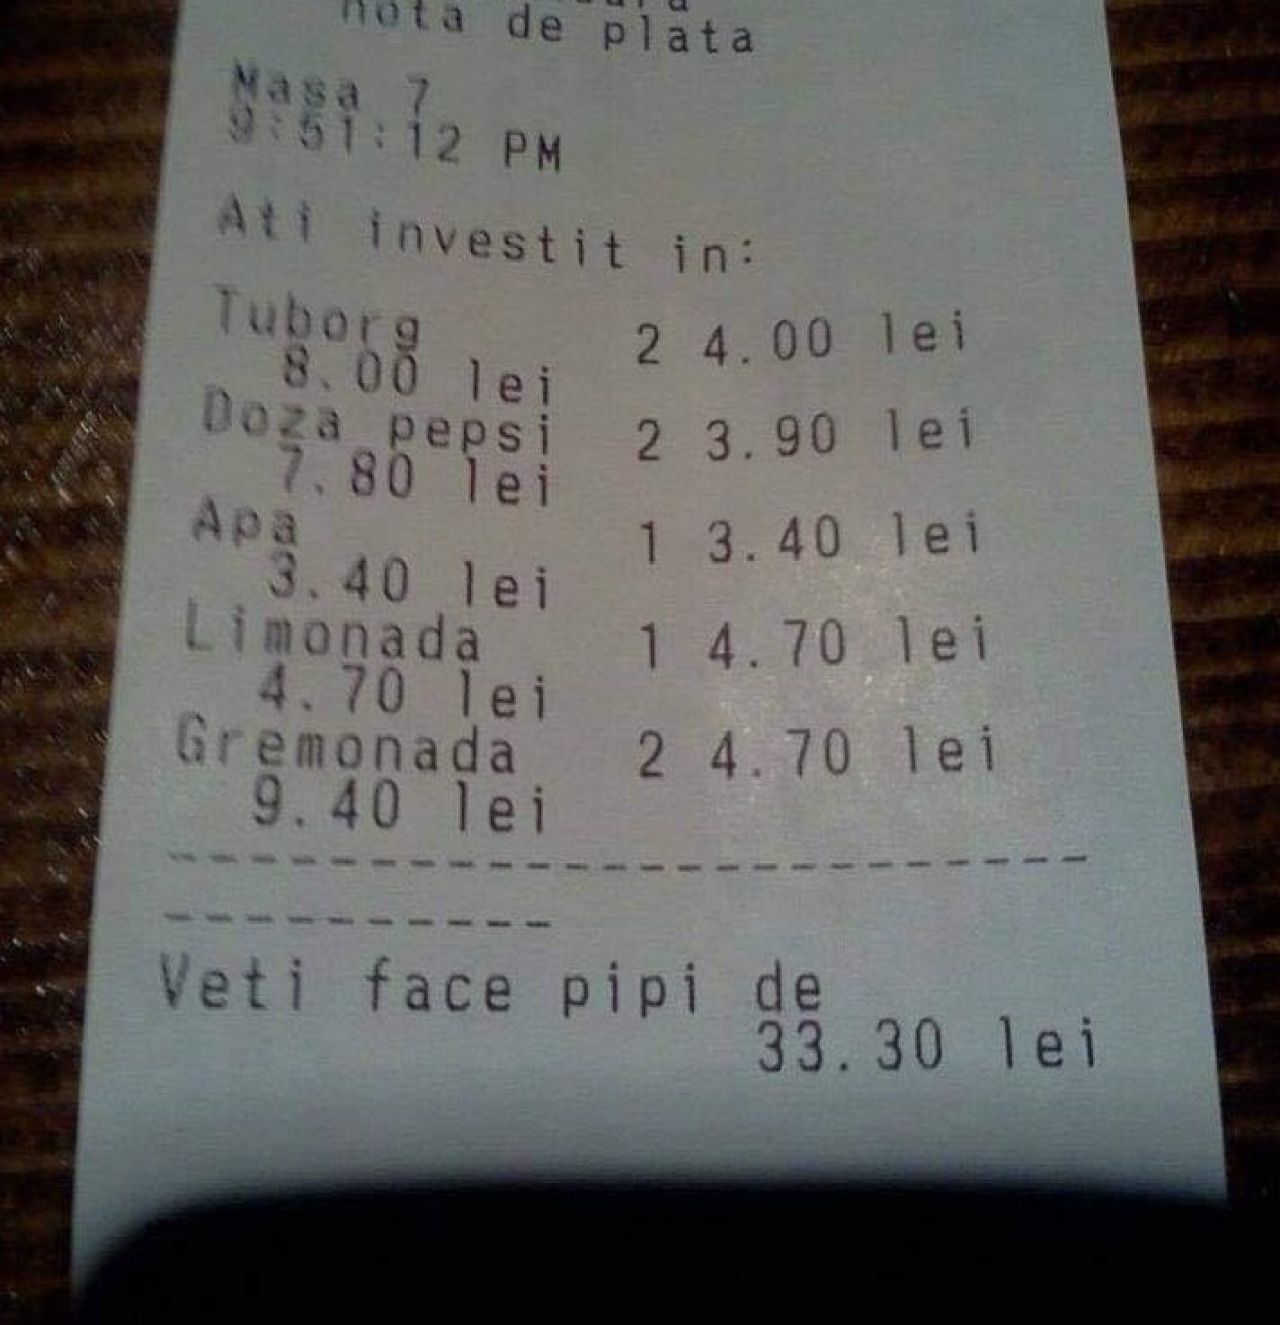 nota de plata
Masa 7
9:51:12 PM
Ati investit in:
Tuborg 2 4.00 lei
8.00 lei
Doza pepsi 2 3.90 lei
7.80 lei
Apa 1 3.40 lei
3.40 lei
Limonada 1 4.70 lei
4.70 lei
Gremonada 2 4.70 lei
9.40 lei
--------------------------
-----------
Veti face pipi de
33.30 lei